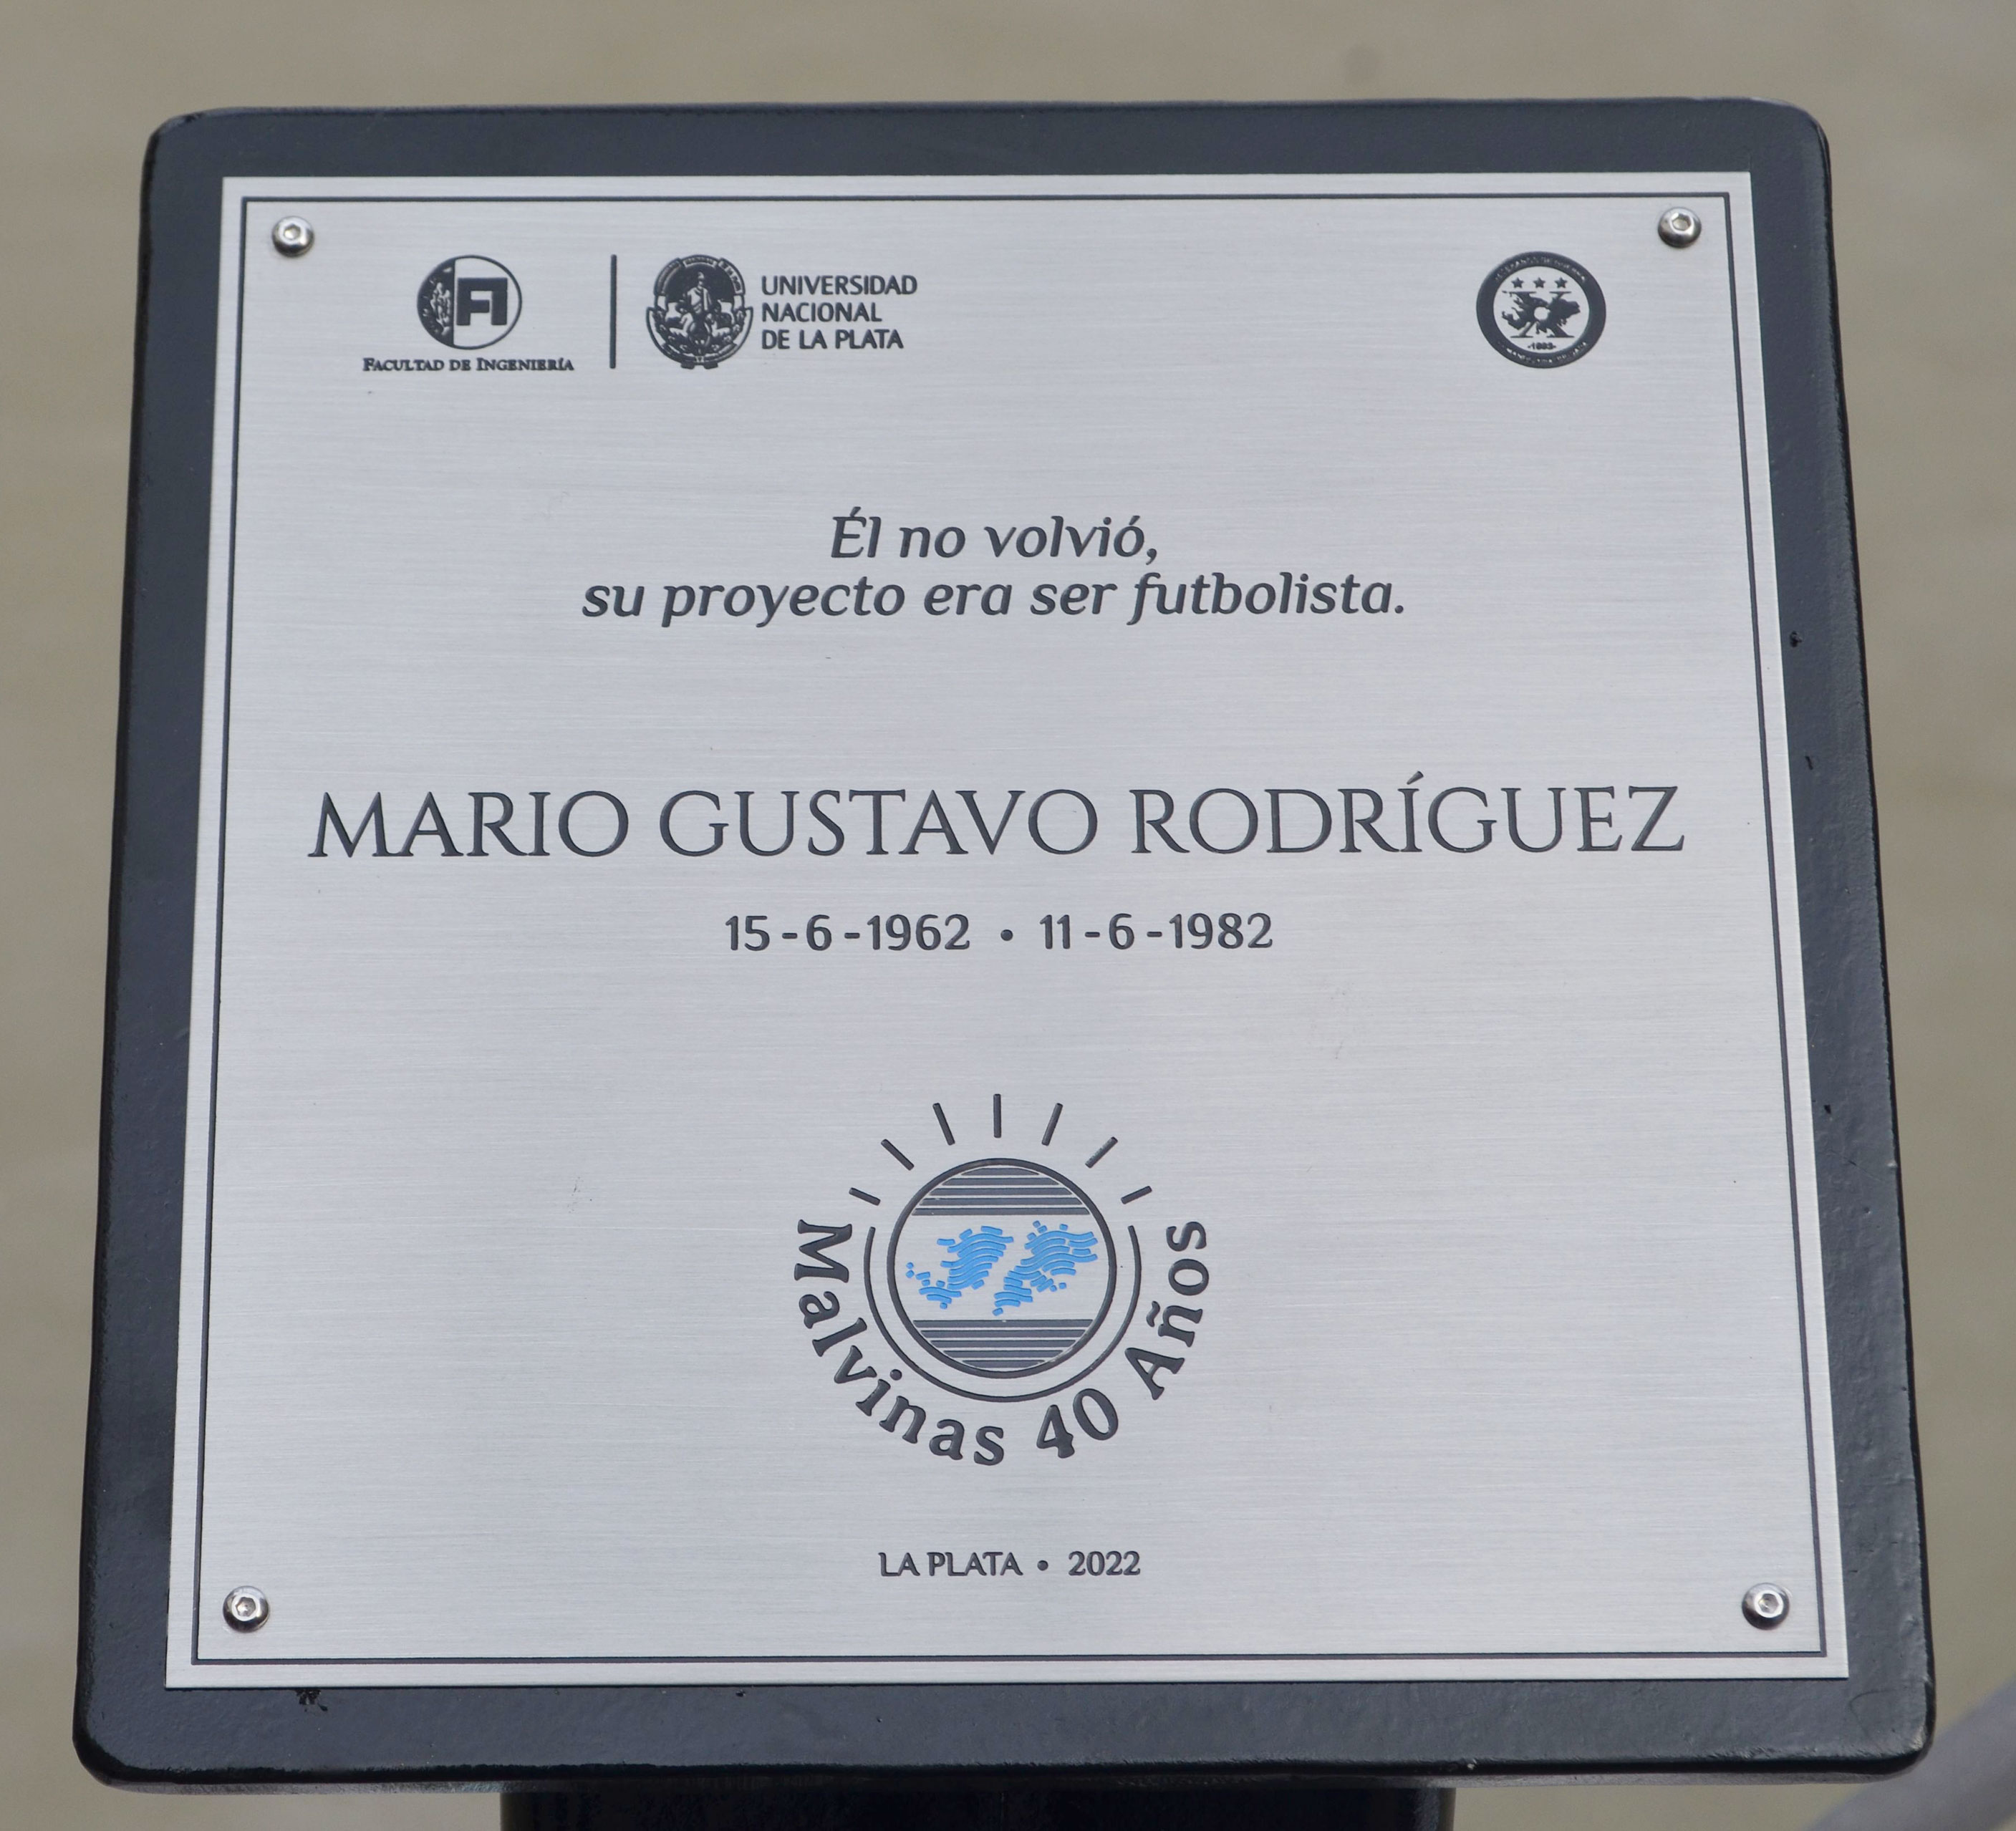 FACULTAD DE INGENIERÍA
UNIVERSIDAD
NACIONAL
DE LA PLATA
Él no volvió,
su proyecto era ser futbolista.
MARIO GUSTAVO RODRÍGUEZ
15-6-1962 • 11-6-1982
Malvinas 40 Años
LA PLATA • 2022